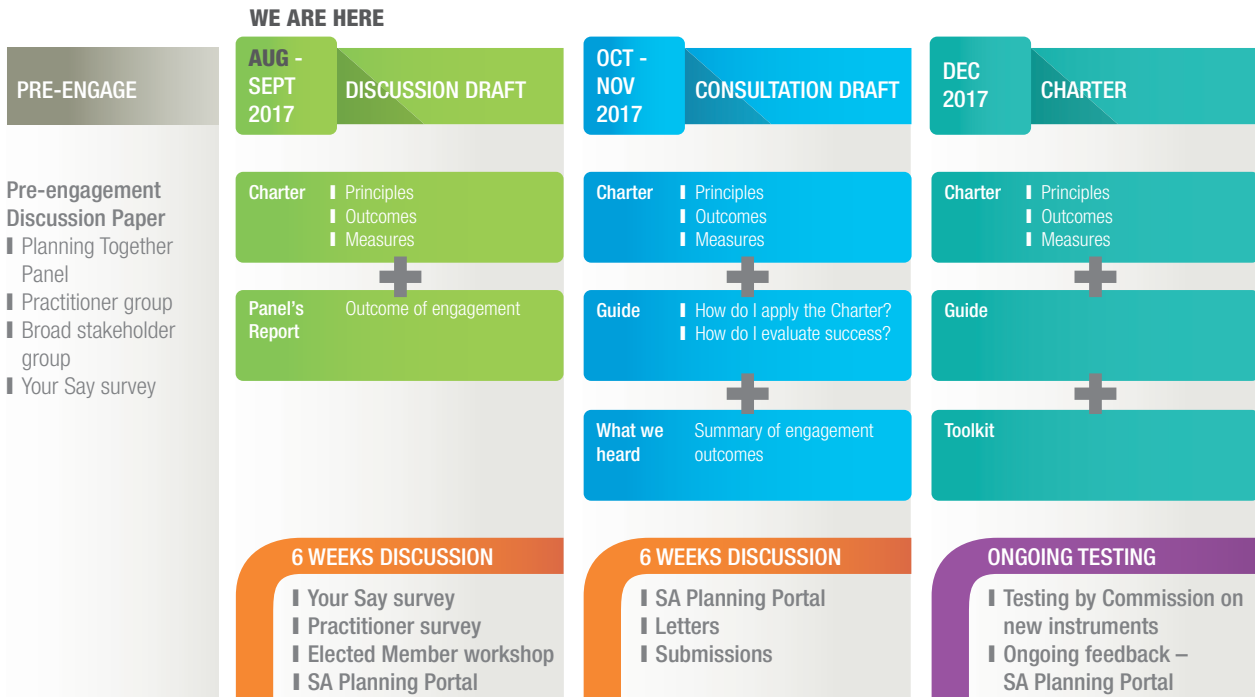 WE ARE HERE
PRE-ENGAGE
Pre-engagement
Discussion Paper
Planning Together
Panel
Practitioner group
Broad stakeholder
group
Your Say survey
AUG -
SEPT
2017
DISCUSSION DRAFT
Charter
Principles
Outcomes
Measures
Panel's
Report
Outcome of engagement
6 WEEKS DISCUSSION
Your Say survey
Practitioner survey
Elected Member workshop
SA Planning Portal
OCT -
NOV
2017
CONSULTATION DRAFT
Charter
Principles
Outcomes
Measures
Guide
How do I apply the Charter?
How do I evaluate success?
What we
heard
Summary of engagement
outcomes
6 WEEKS DISCUSSION
SA Planning Portal
Letters
Submissions
DEC
2017
CHARTER
Charter
Principles
Outcomes
Measures
Guide
Toolkit
ONGOING TESTING
Testing by Commission on
new instruments
Ongoing feedback –
SA Planning Portal